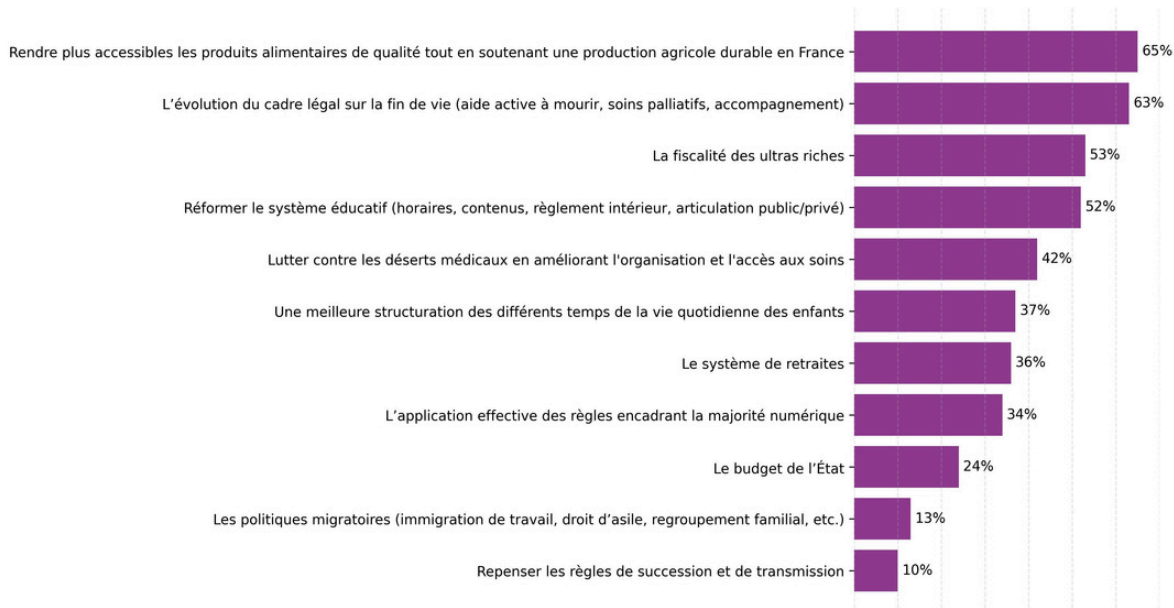 Rendre plus accessibles les produits alimentaires de qualité tout en soutenant une production agricole durable en France 65%
L’évolution du cadre légal sur la fin de vie (aide active à mourir, soins palliatifs, accompagnement) 63%
La fiscalité des ultras riches 53%
Réformer le système éducatif (horaires, contenus, règlement intérieur, articulation public/privé) 52%
Lutter contre les déserts médicaux en améliorant l'organisation et l'accès aux soins 42%
Une meilleure structuration des différents temps de la vie quotidienne des enfants 37%
Le système de retraites 36%
L’application effective des règles encadrant la majorité numérique 34%
Le budget de l’État 24%
Les politiques migratoires (immigration de travail, droit d’asile, regroupement familial, etc.) 13%
Repenser les règles de succession et de transmission 10%